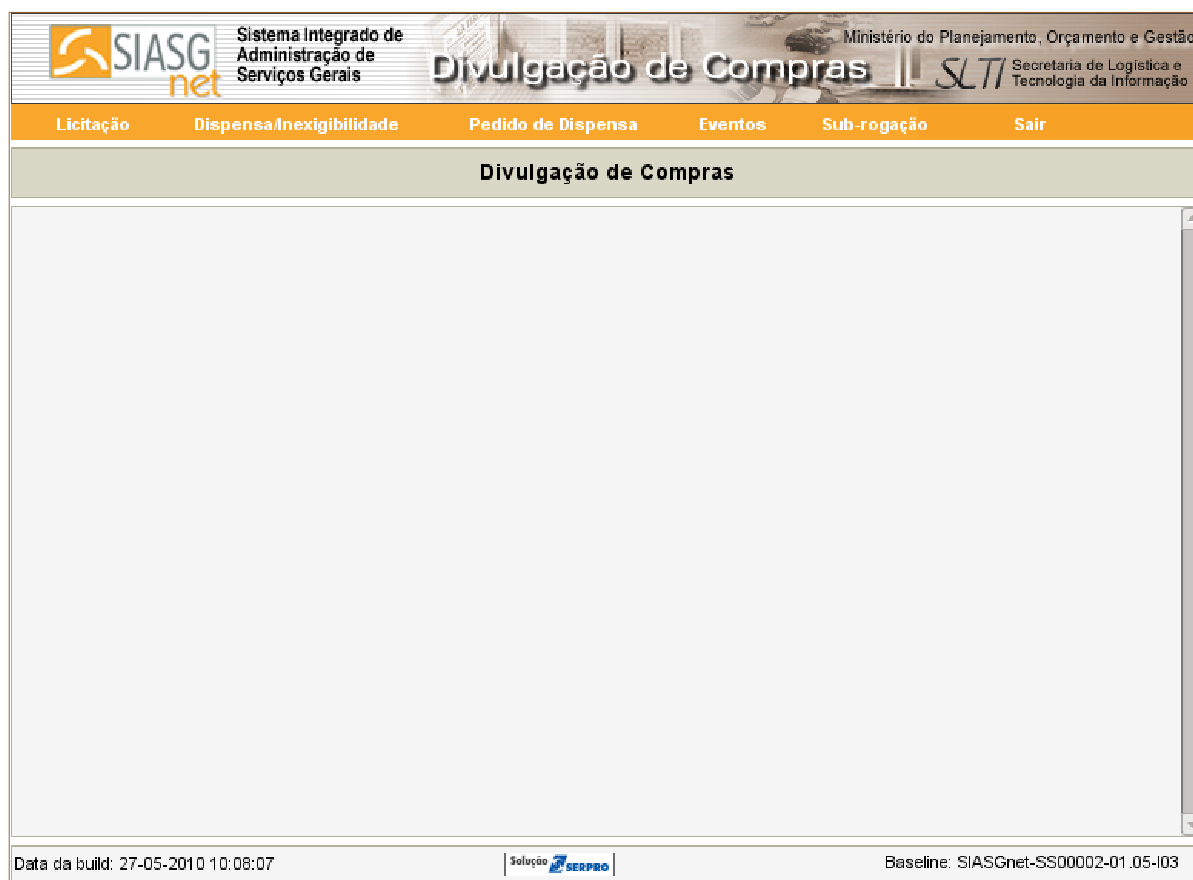 SIASG
net
Sistema Integrado de
Administração de
Serviços Gerais
Divulgação de Compras
Ministério do Planejamento, Orçamento e Gestão
SLTI
Secretaria de Logística e
Tecnologia da Informação
Licitação Dispensa/Inexigibilidade Pedido de Dispensa Eventos Sub-rogação Sair
Divulgação de Compras
Data da build: 27-05-2010 10:08:07 Solução SERPRO Baseline: SIASGnet-SS00002-01.05-I03